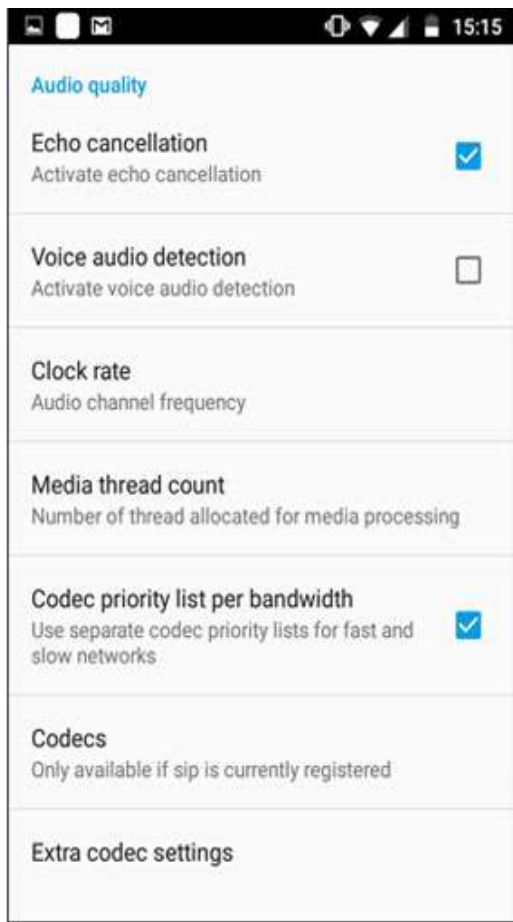 15:15
Audio quality
Echo cancellation
Activate echo cancellation
Voice audio detection
Activate voice audio detection
Clock rate
Audio channel frequency
Media thread count
Number of thread allocated for media processing
Codec priority list per bandwidth
Use separate codec priority lists for fast and
slow networks
Codecs
Only available if sip is currently registered
Extra codec settings